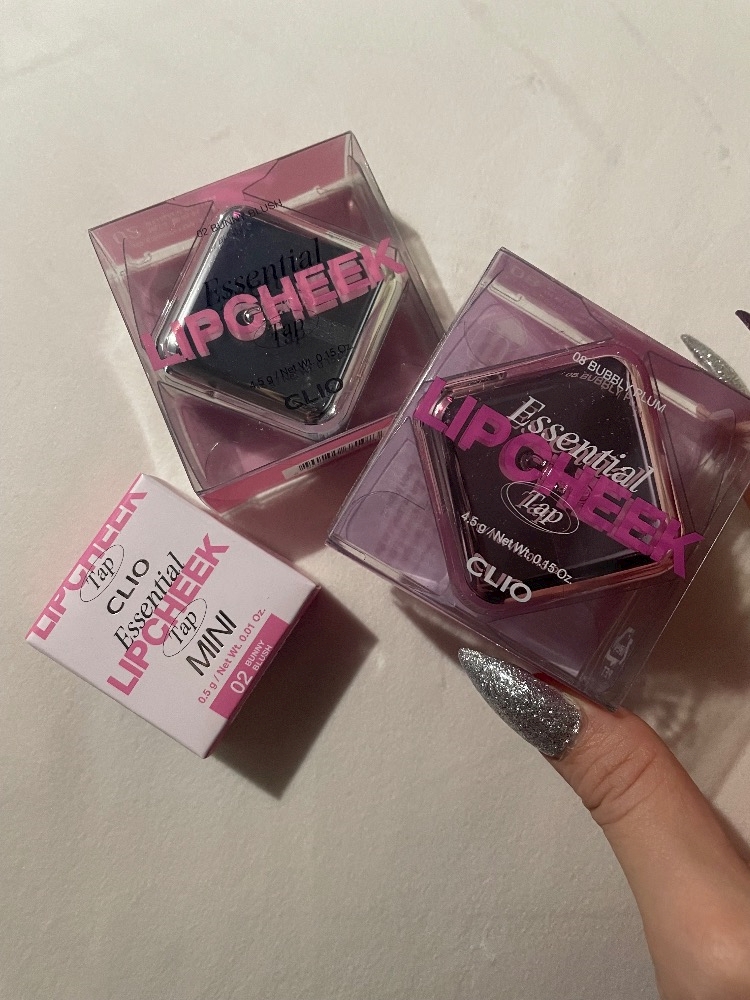 02 BUNNY BLUSH
Essential
LIPCHEEK
Tap
4.5 g / Net Wt. 0.15 Oz.
CLIO
08 BUBBLY PLUM
Essential
LIPCHEEK
Tap
4.5 g / Net Wt. 0.15 Oz.
CLIO
LIPCHEEK
Tap
CLIO
Essential
LIPCHEEK
Tap
MINI
0.5 g / Net Wt. 0.01 Oz.
02 BUNNY
BLUSH